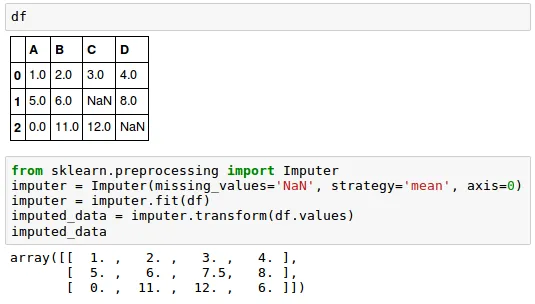 df
A B C D
0 1.0 2.0 3.0 4.0
1 5.0 6.0 NaN 8.0
2 0.0 11.0 12.0 NaN
from sklearn.preprocessing import Imputer
imputer = Imputer(missing_values='NaN', strategy='mean', axis=0)
imputer = imputer.fit(df)
imputed_data = imputer.transform(df.values)
imputed_data
array([[  1. ,   2. ,   3. ,   4. ],
       [  5. ,   6. ,   7.5,   8. ],
       [  0. ,  11. ,  12. ,   6. ]])